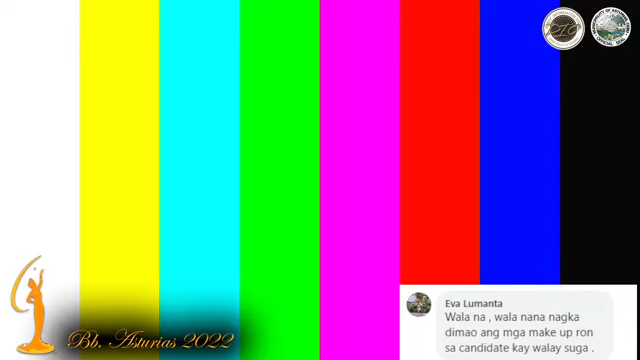 Bb. Asturias 2022
Eva Lumanta
Wala na , wala nana nagka
dimao ang mga make up ron
sa candidate kay walay suga .